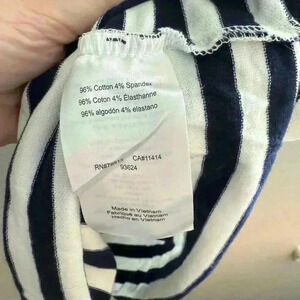 96% Cotton 4% Spandex
96% Coton 4% Élasthanne
96% algodón 4% elastano
CA#11414
93624
Made in Vietnam
Fabriqué au Vietnam
Hecho en Vietnam